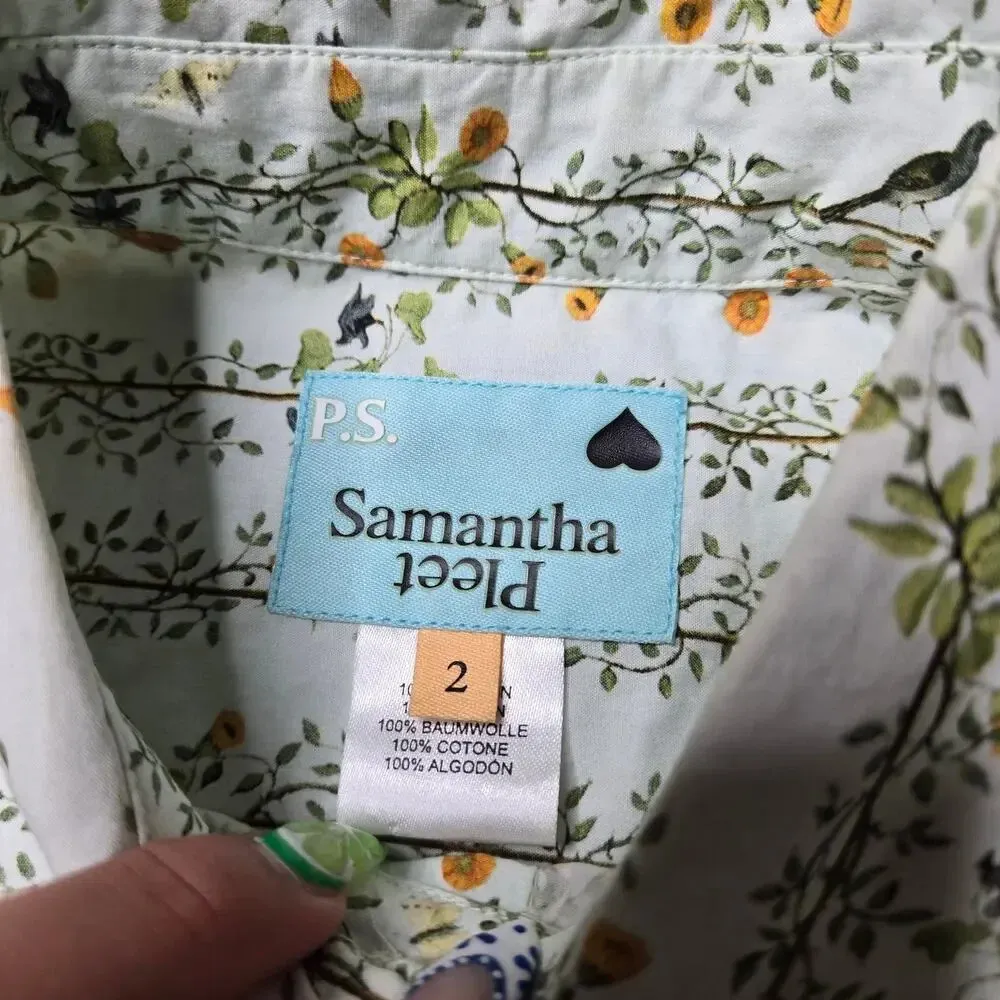 P.S.
Samantha
Pleet
2
100% BAUMWOLLE
100% COTONE
100% ALGODÓN